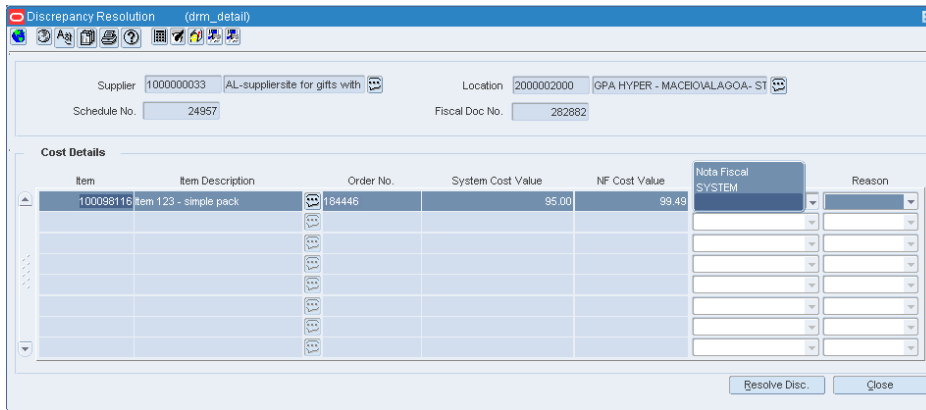 Discrepancy Resolution (drm_detail)
Supplier 1000000033 AL-suppliersite for gifts with Location 2000002000 GPA HYPER - MACEIO\ALAGOA- ST
Schedule No. 24957 Fiscal Doc No. 282882
Cost Details
Item Item Description Order No. System Cost Value NF Cost Value Nota Fiscal Reason
SYSTEM
100098116 Item 123 - simple pack 184446 95.00 99.49
Resolve Disc. Close